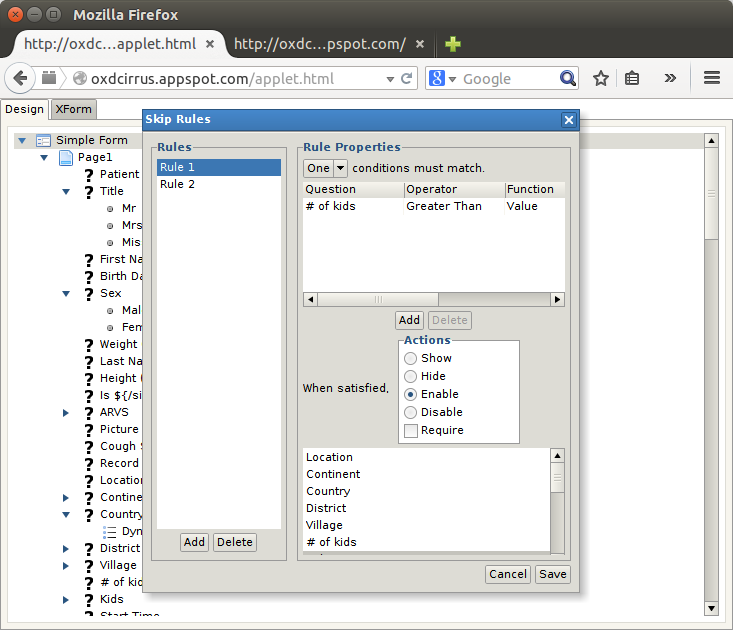 Mozilla Firefox
http://oxdc...applet.html
http://oxdc...pspot.com/
oxdcirrus.appspot.com/applet.html
Google
Design
XForm
Simple Form
Page1
Patient
Title
Mr
Mrs
Mis
First Na
Birth Da
Sex
Mal
Fem
Weight
Last Na
Height (
Is ${/si
ARVS
Picture
Cough S
Record
Location
Contine
Country
Dyn
District
Village
# of kid
Kids
Start Time
Skip Rules
Rules
Rule 1
Rule 2
Add
Delete
Rule Properties
One conditions must match.
Question Operator Function
# of kids Greater Than Value
Add
Delete
When satisfied,
Actions
Show
Hide
Enable
Disable
Require
Location
Continent
Country
District
Village
# of kids
Cancel
Save